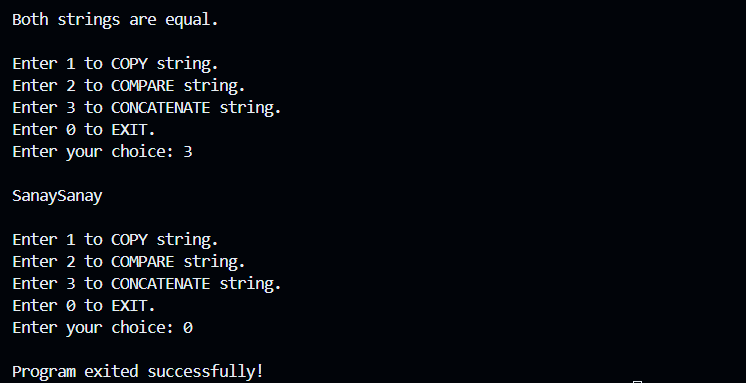 Both strings are equal.
Enter 1 to COPY string.
Enter 2 to COMPARE string.
Enter 3 to CONCATENATE string.
Enter 0 to EXIT.
Enter your choice: 3
SanaySanay
Enter 1 to COPY string.
Enter 2 to COMPARE string.
Enter 3 to CONCATENATE string.
Enter 0 to EXIT.
Enter your choice: 0
Program exited successfully!